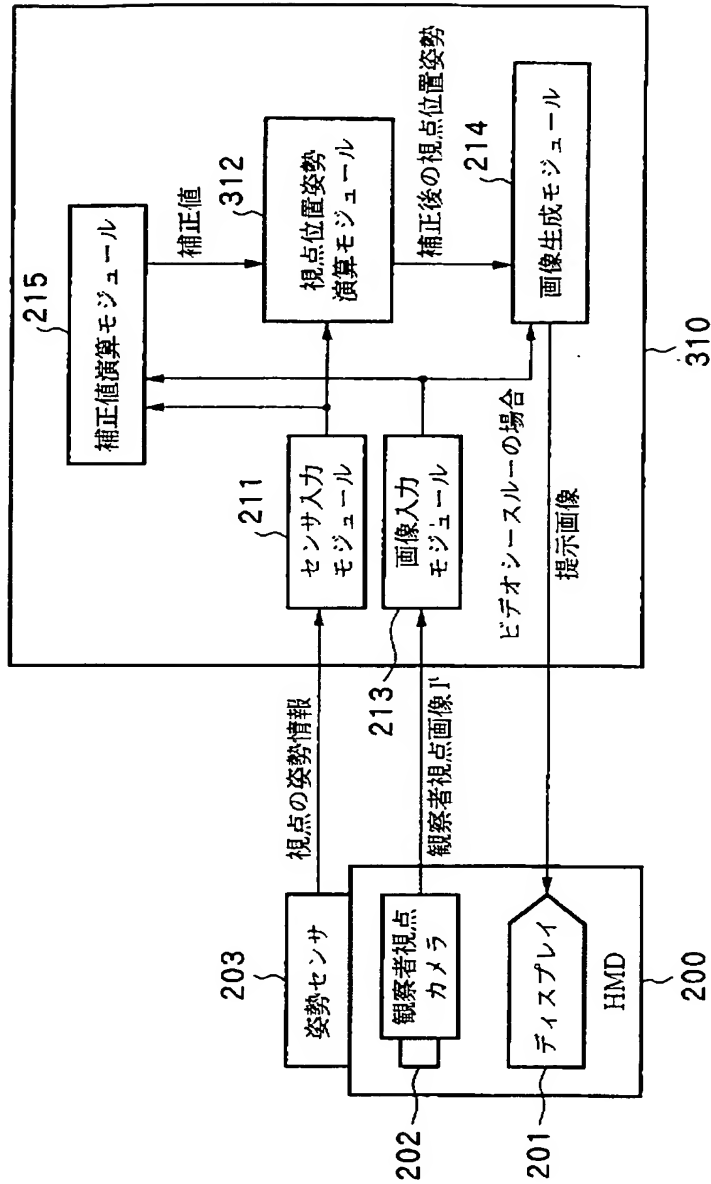 215
補正値演算モジュール
補正値
312
視点位置姿勢
演算モジュール
補正後の視点位置姿勢
214
画像生成モジュール
211
センサ入力
モジュール
画像入力
モジュール
213
ビデオシースルーの場合
提示画像
310
視点の姿勢情報
観察者視点画像 I'
203
姿勢センサ
観察者視点
カメラ
202
ディスプレイ
201
HMD
200